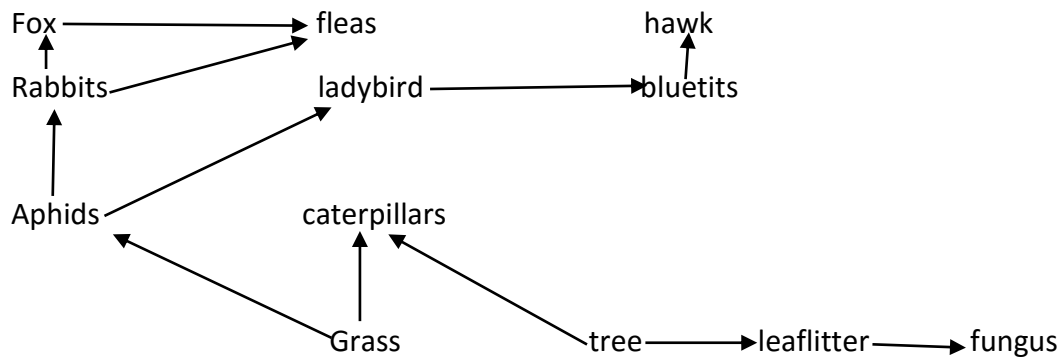 Fox fleas hawk
Rabbits ladybird bluetits
Aphids caterpillars
Grass tree leaflitter fungus